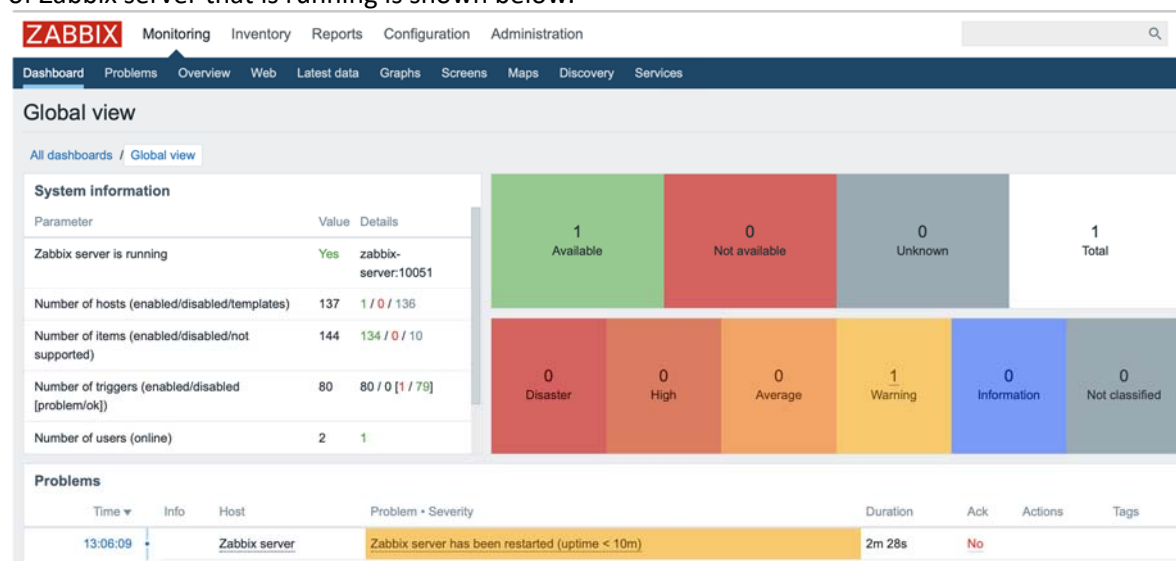 of Zabbix server that is running is shown below.
ZABBIX Monitoring Inventory Reports Configuration Administration
Dashboard Problems Overview Web Latest data Graphs Screens Maps Discovery Services
Global view
All dashboards / Global view
System information
Parameter Value Details
Zabbix server is running Yes zabbix-
server:10051
Number of hosts (enabled/disabled/templates) 137 1 / 0 / 136
Number of items (enabled/disabled/not
supported) 144 134 / 0 / 10
Number of triggers (enabled/disabled
[problem/ok]) 80 80 / 0 [1 / 79]
Number of users (online) 2 1
1 0 0 1
Available Not available Unknown Total
0 0 0 1 0 0
Disaster High Average Warning Information Not classified
Problems
Time Info Host Problem • Severity Duration Ack Actions Tags
13:06:09 Zabbix server Zabbix server has been restarted (uptime < 10m) 2m 28s No